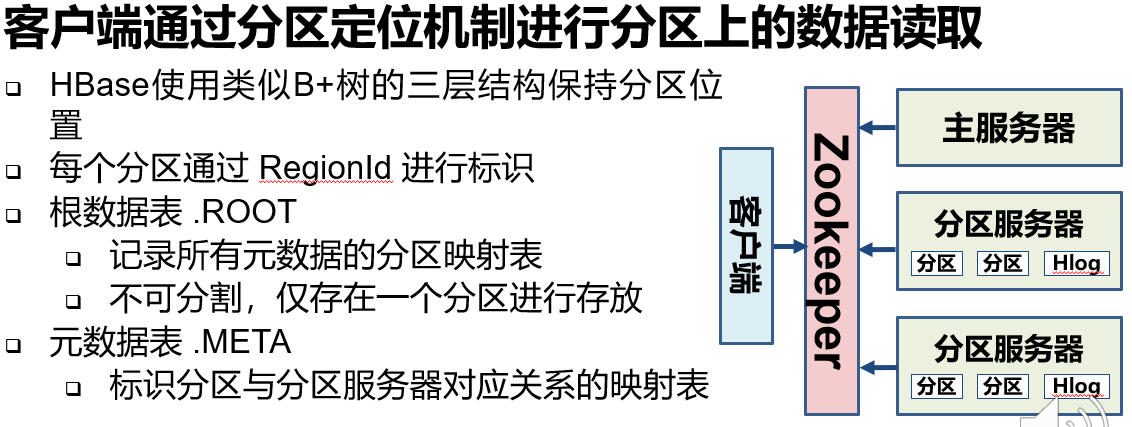 客户端通过分区定位机制进行分区上的数据读取
HBase使用类似B+树的三层结构保持分区位
置
每个分区通过 RegionId 进行标识
根数据表 .ROOT
记录所有元数据的分区映射表
不可分割，仅存在一个分区进行存放
元数据表 .META
标识分区与分区服务器对应关系的映射表
客户端
Zookeeper
主服务器
分区服务器
分区 分区 Hlog
分区服务器
分区 分区 Hlog